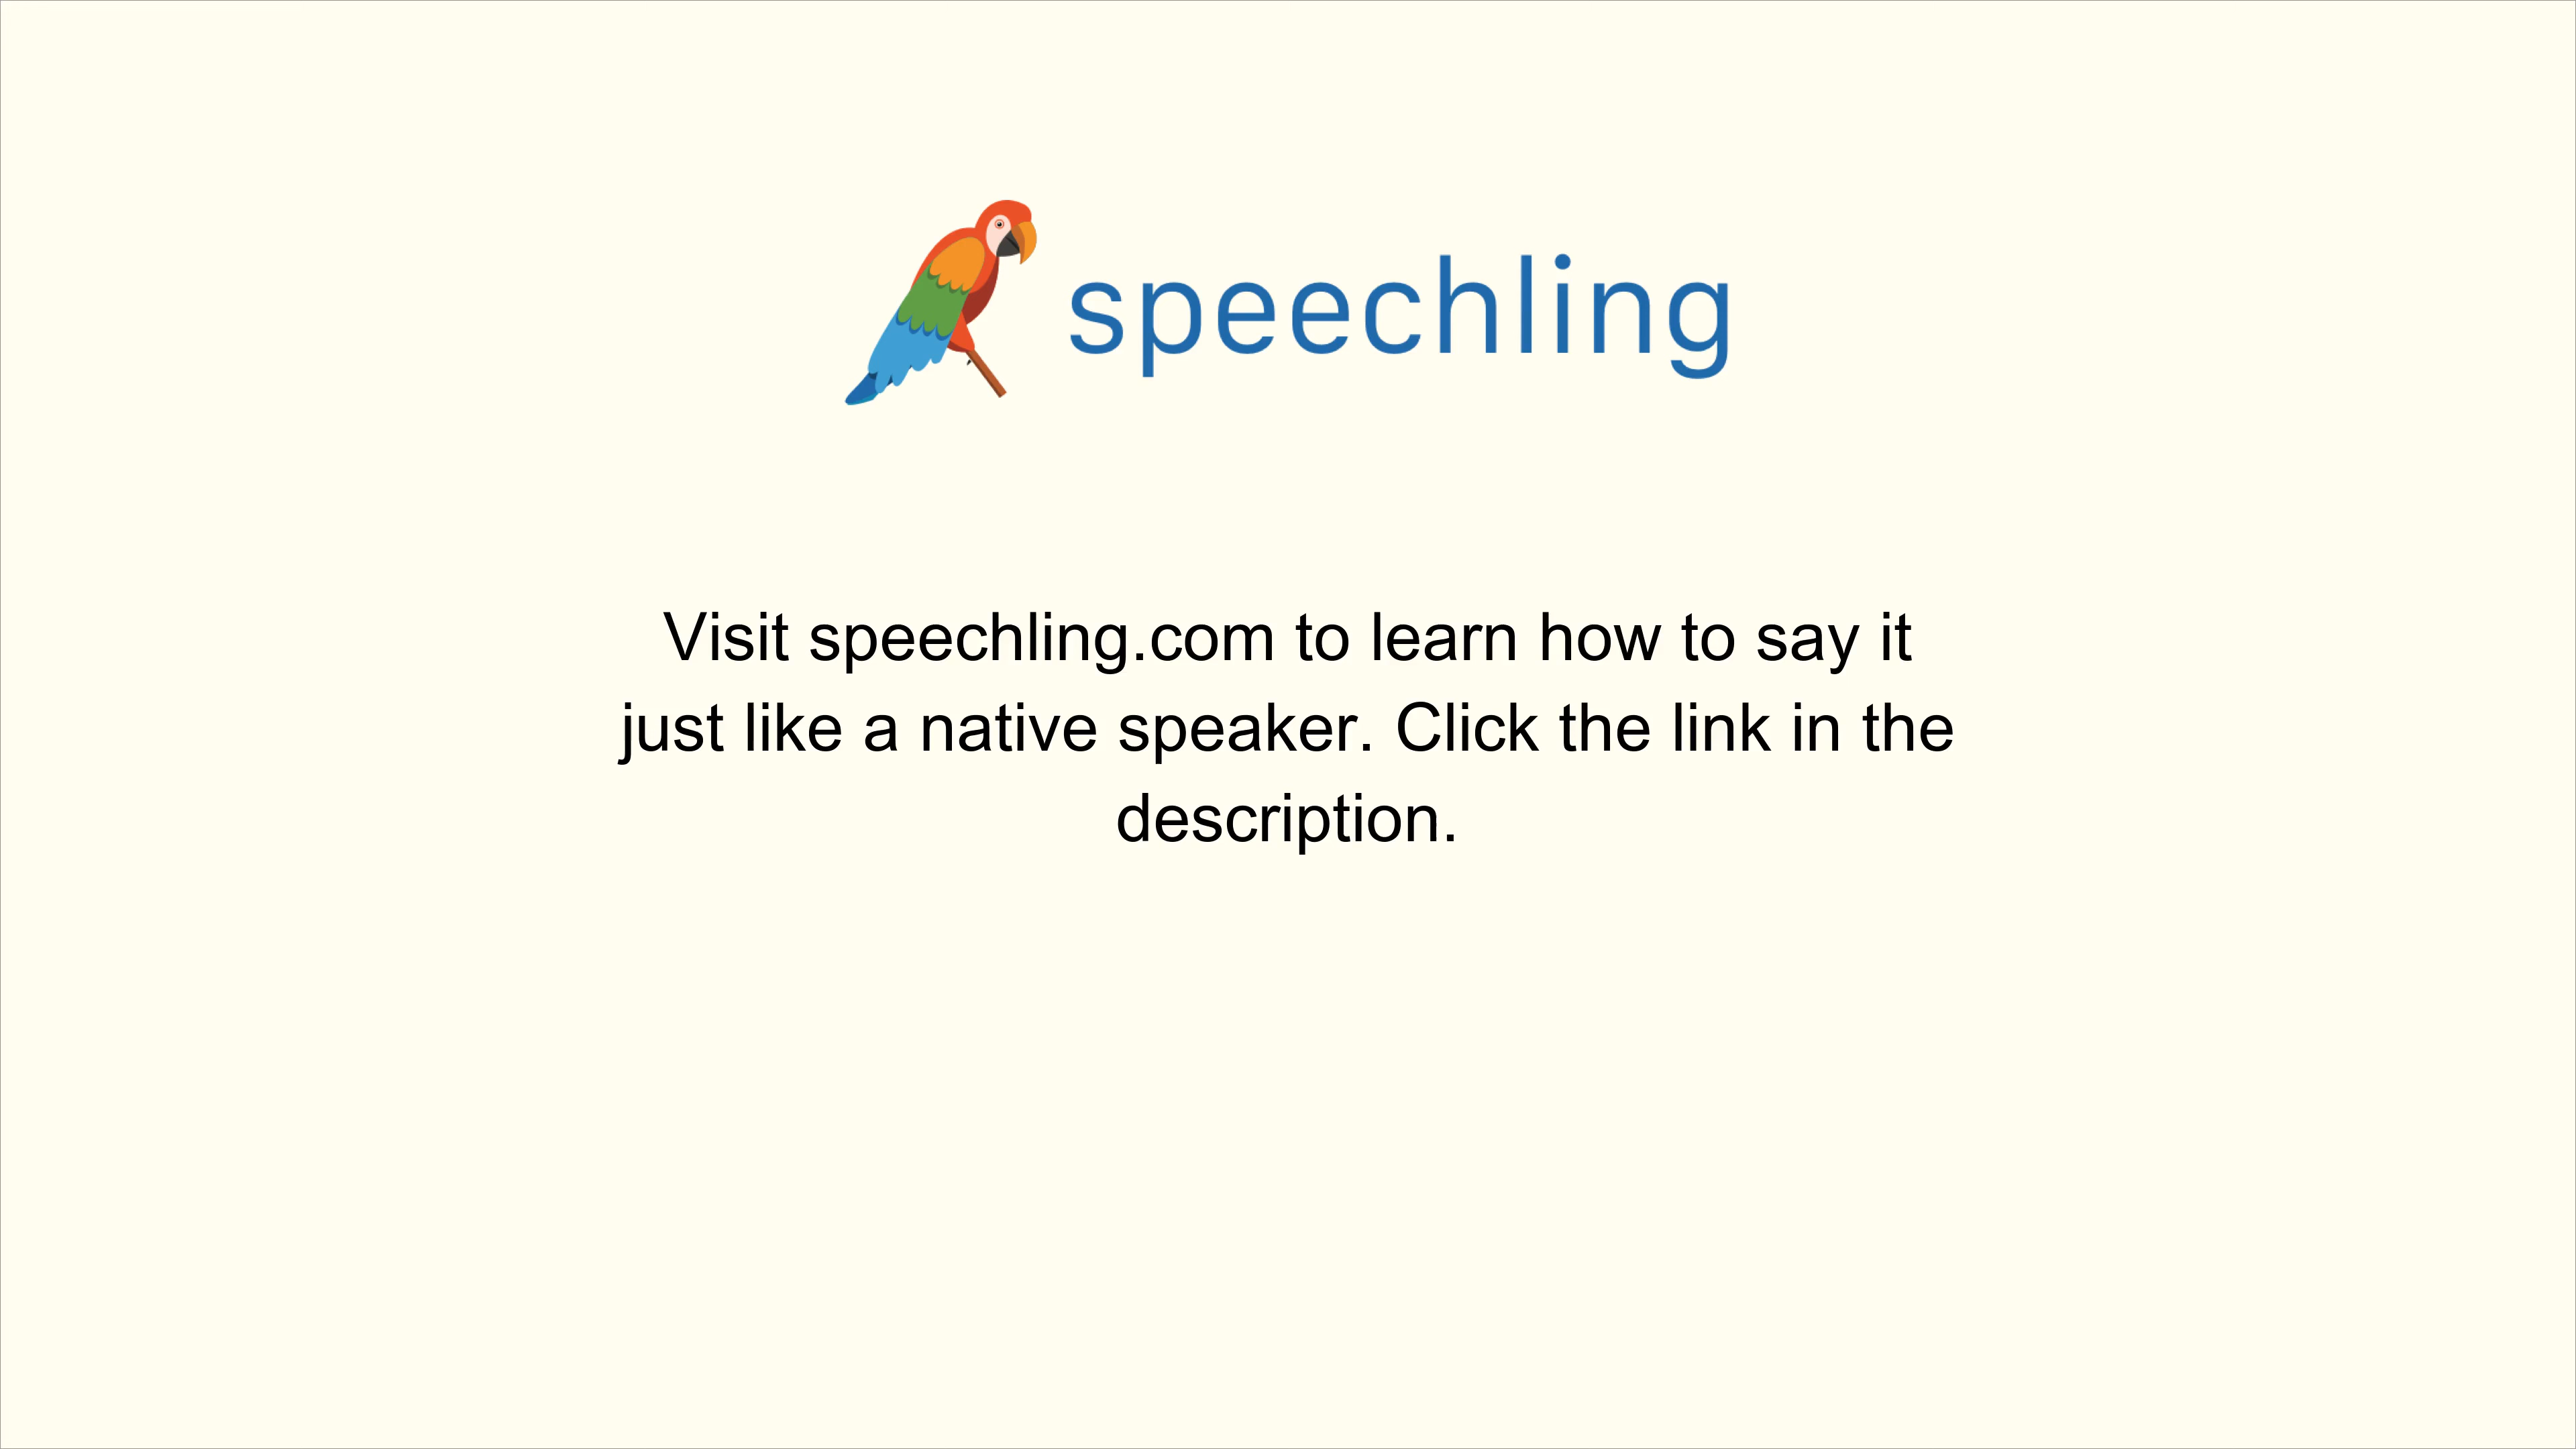 speechling
Visit speechling.com to learn how to say it
just like a native speaker. Click the link in the
description.